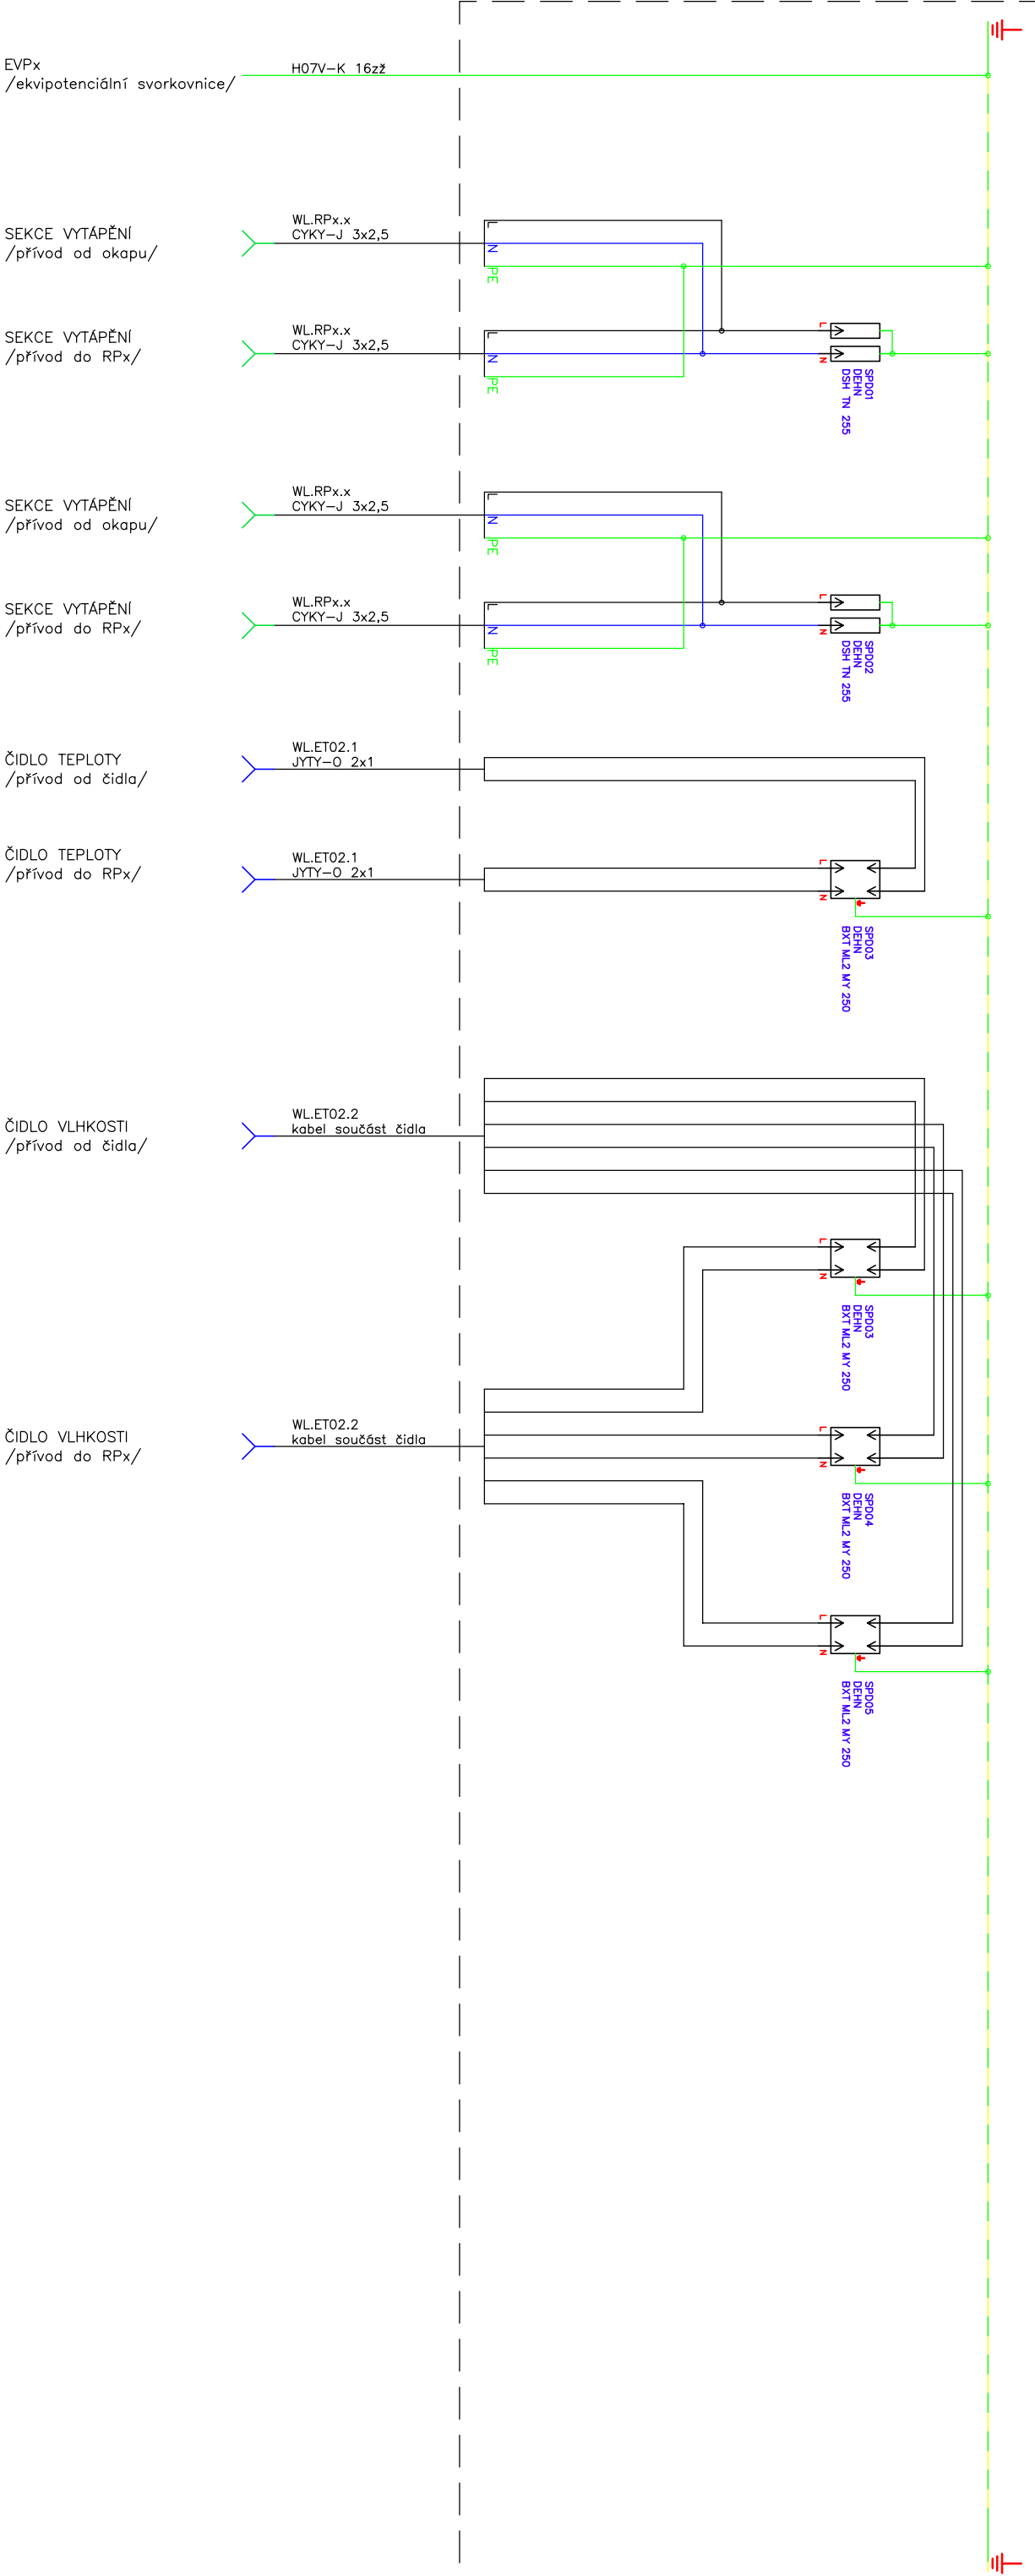 EVPx
/ekvipotenciální svorkovnice/
H07V-K 16zž
SEKCE VYTÁPĚNÍ
/přívod od okapu/
WL.RPx.x
CYKY-J 3x2,5
L
N
PE
SEKCE VYTÁPĚNÍ
/přívod do RPx/
WL.RPx.x
CYKY-J 3x2,5
L
N
PE
L
N
SPD01
DEHN
DSH TN 255
SEKCE VYTÁPĚNÍ
/přívod od okapu/
WL.RPx.x
CYKY-J 3x2,5
L
N
PE
SEKCE VYTÁPĚNÍ
/přívod do RPx/
WL.RPx.x
CYKY-J 3x2,5
L
N
PE
L
N
SPD02
DEHN
DSH TN 255
ČIDLO TEPLOTY
/přívod od čidla/
WL.ET02.1
JYTY-O 2x1
ČIDLO TEPLOTY
/přívod do RPx/
WL.ET02.1
JYTY-O 2x1
L
N
SPD03
DEHN
BXT ML2 MY 250
ČIDLO VLHKOSTI
/přívod od čidla/
WL.ET02.2
kabel součást čidla
L
N
SPD03
DEHN
BXT ML2 MY 250
ČIDLO VLHKOSTI
/přívod do RPx/
WL.ET02.2
kabel součást čidla
L
N
SPD04
DEHN
BXT ML2 MY 250
L
N
SPD05
DEHN
BXT ML2 MY 250